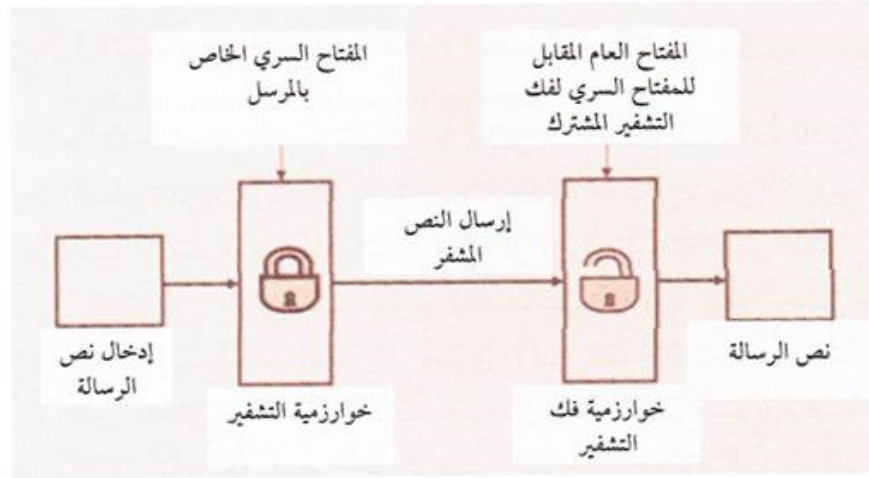 المفتاح السري الخاص
بالمرسل
المفتاح العام المقابل
للمفتاح السري لفك
التشفير المشترك
إرسال النص
المشفر
إدخال نص
الرسالة
نص الرسالة
خوارزمية التشفير
خوارزمية فك
التشفير